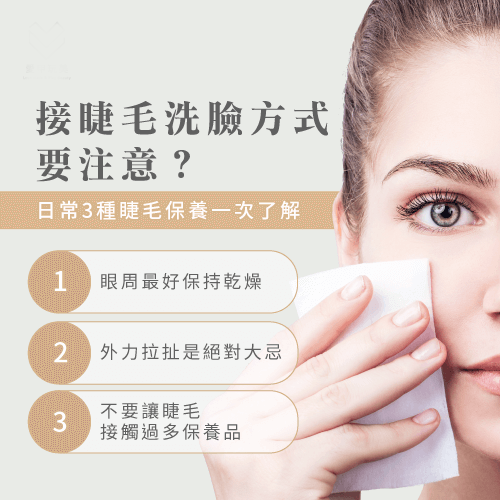 接睫毛洗臉方式
要注意？
日常3種睫毛保養一次了解
1
眼周最好保持乾燥
2
外力拉扯是絕對大忌
3
不要讓睫毛
接觸過多保養品